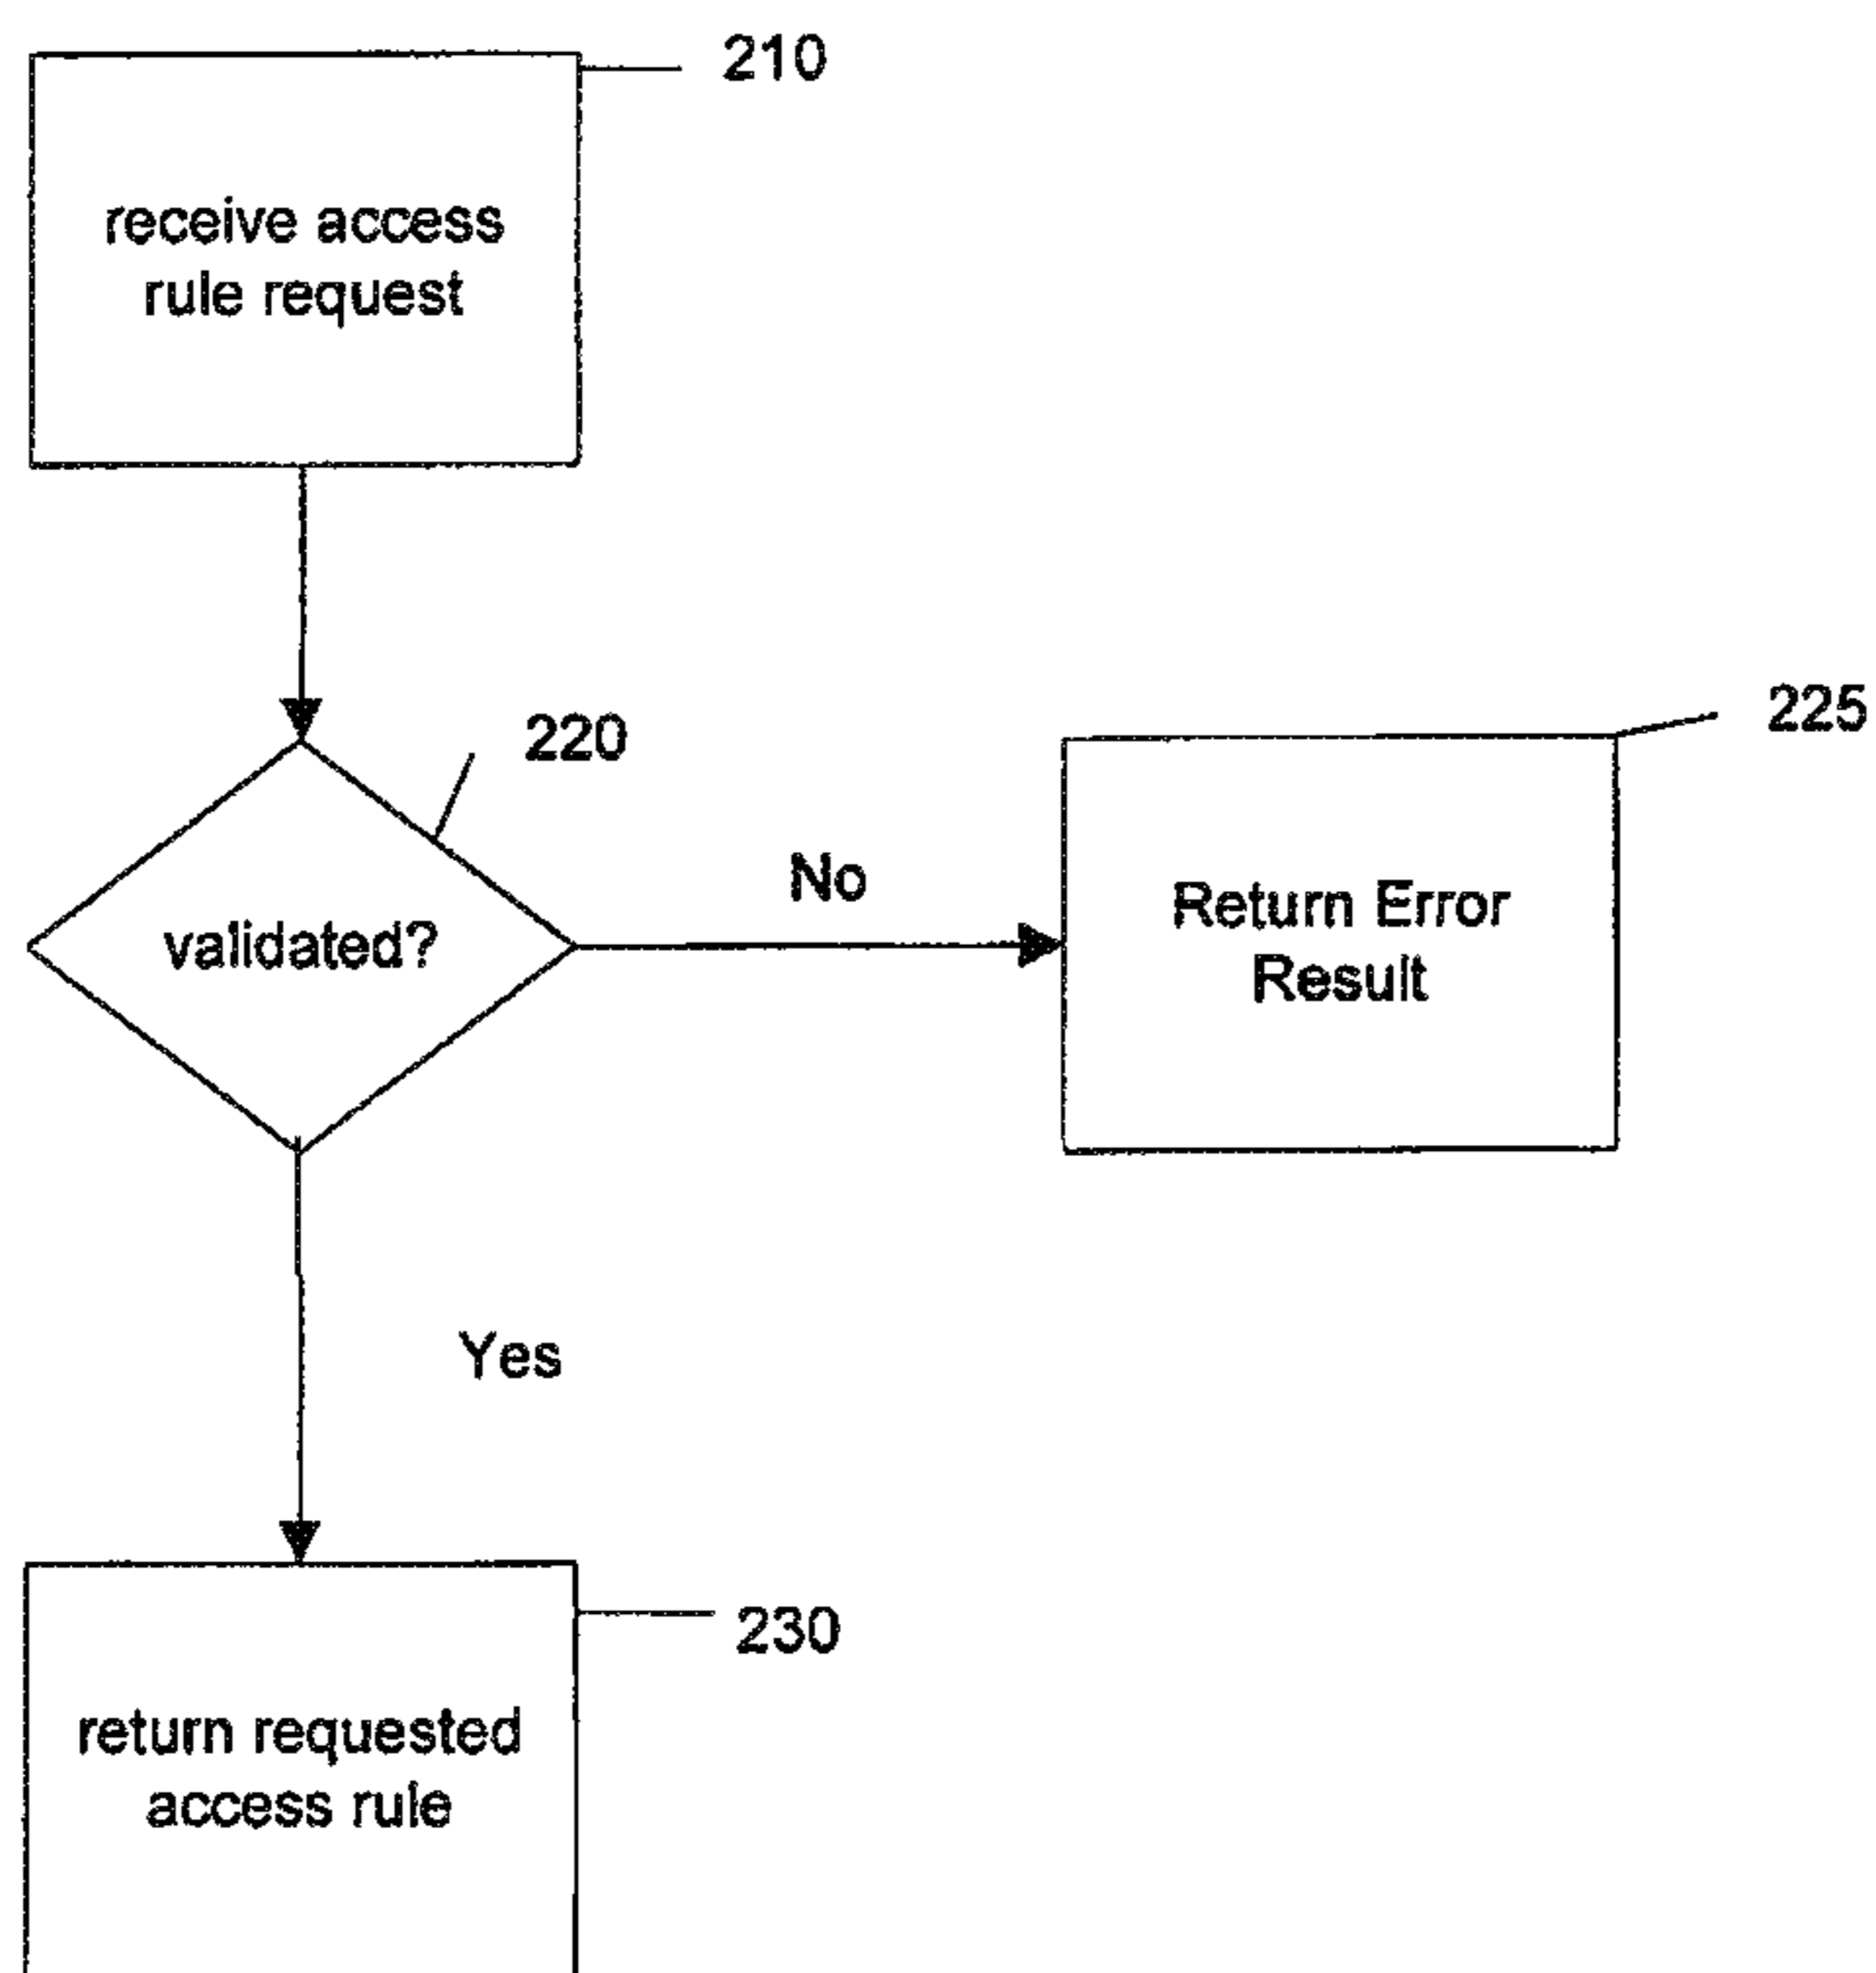 210
receive access
rule request
220
validated?
No
225
Return Error
Result
Yes
230
return requested
access rule